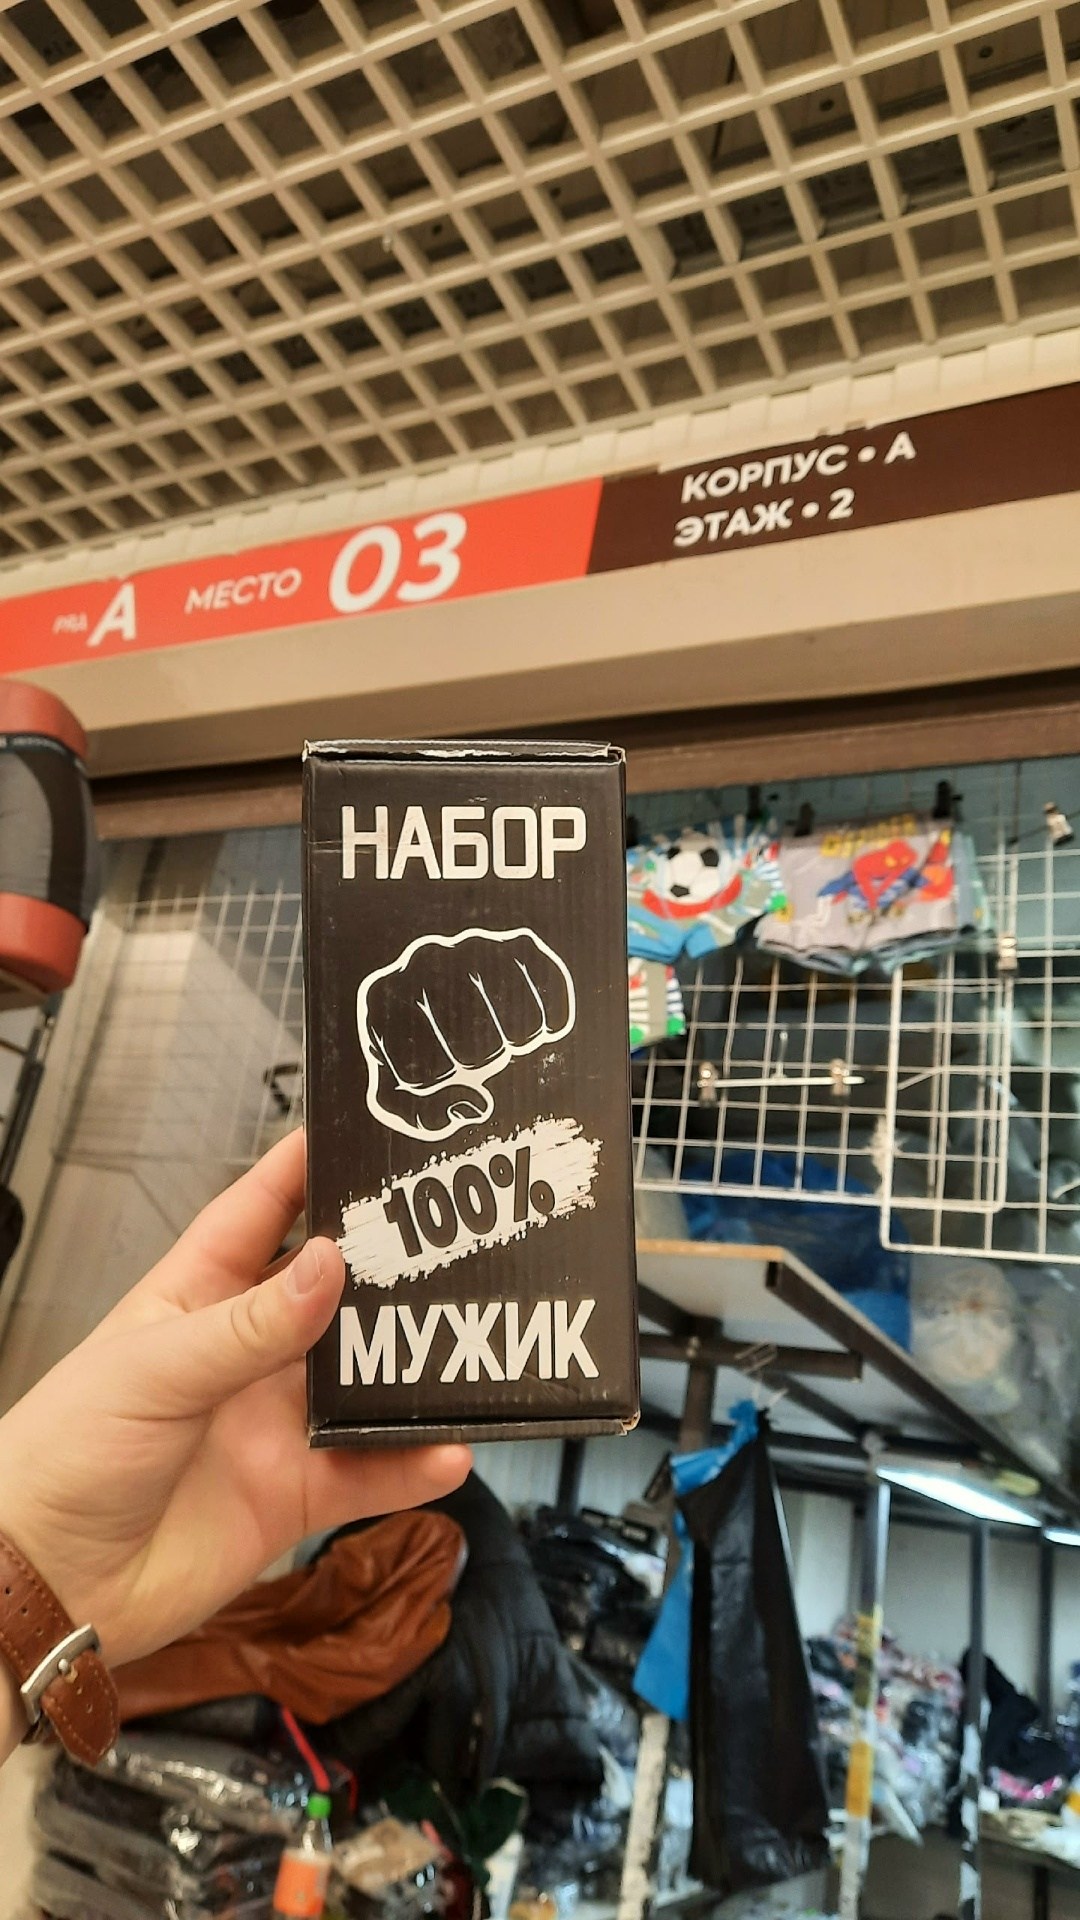 КОРПУС • А
ЭТАЖ • 2
РЯД А МЕСТО 03
НАБОР
100%
МУЖИК